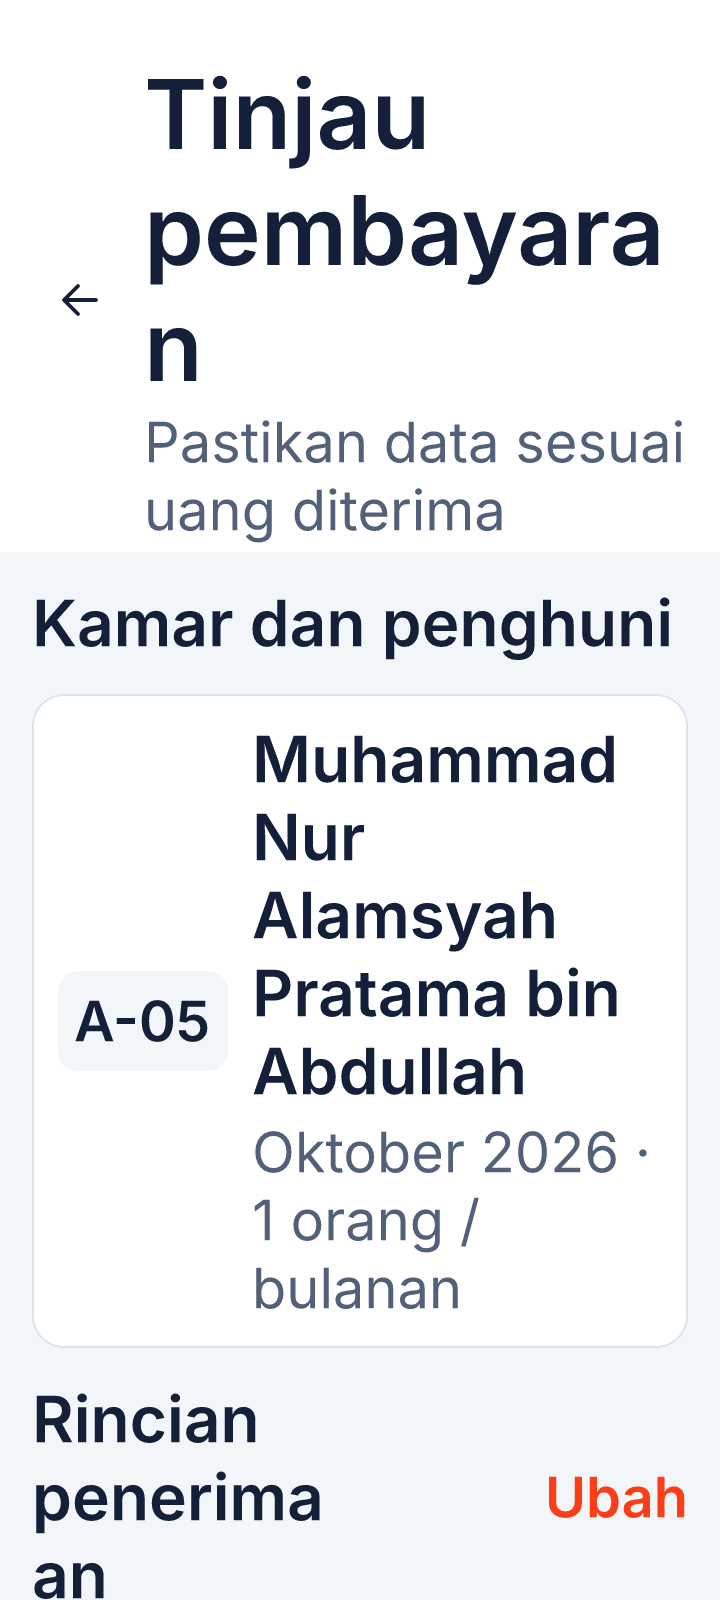 Tinjau
pembayara
n
Pastikan data sesuai
uang diterima
Kamar dan penghuni
A-05
Muhammad
Nur
Alamsyah
Pratama bin
Abdullah
Oktober 2026 ·
1 orang /
bulanan
Rincian
penerima
an
Ubah